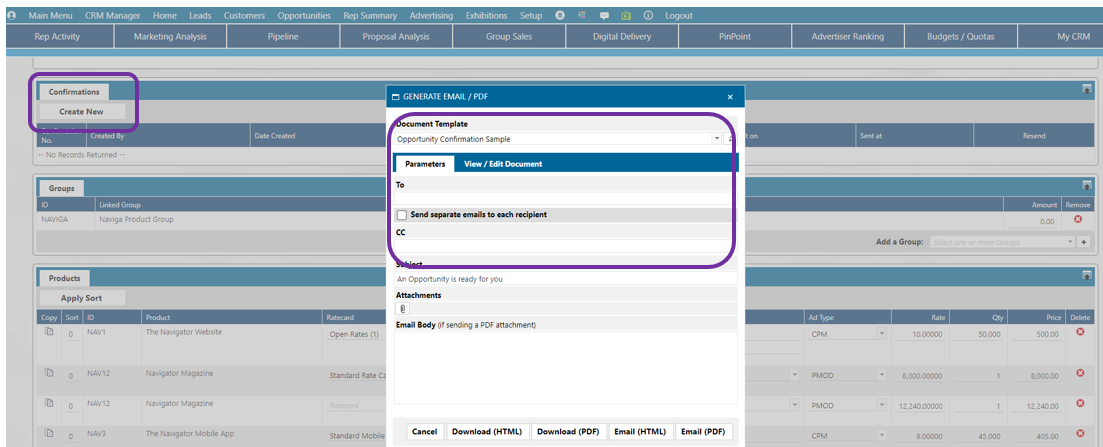 Main Menu CRM Manager Home Leads Customers Opportunities Rep Summary Advertising Exhibitions Setup Logout
Rep Activity Marketing Analysis Pipeline Proposal Analysis Group Sales Digital Delivery PinPoint Advertiser Ranking Budgets / Quotas My CRM
Confirmations
Create New
No. Created By Date Created t on Sent at Resend
-- No Records Returned --
GENERATE EMAIL / PDF
Document Template
Opportunity Confirmation Sample
Parameters View / Edit Document
To
Send separate emails to each recipient
CC
Subject
An Opportunity is ready for you
Attachments
Email Body (if sending a PDF attachment)
Cancel Download (HTML) Download (PDF) Email (HTML) Email (PDF)
Groups
ID Linked Group Amount Remove
NAVIGA Naviga Product Group 0.00
Add a Group: Select one or more Groups
Products
Apply Sort
Copy Sort ID Product Ratecard Ad Type Rate Qty Price Delete
0 NAV1 The Navigator Website Open Rates (1) CPM 10.00000 50,000 500.00
0 NAV12 Navigator Magazine Standard Rate Ca PMOD 8,000.00000 1 8,000.00
0 NAV12 Navigator Magazine Ratecard PMOD 12,240.00000 1 12,240.00
0 NAV3 The Navigator Mobile App Standard Mobile CPM 9.00000 45,000 405.00